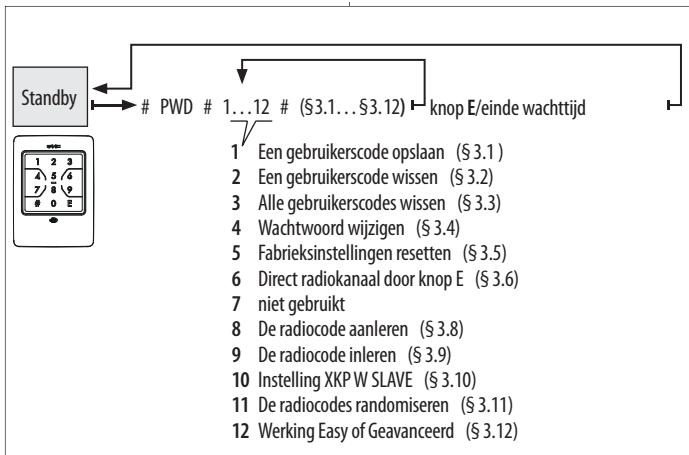 Standby
# PWD # 1...12 # (§3.1...§3.12) knop E/einde wachttijd
1 2 3
4 5 6
7 8 9
# 0 E
1 Een gebruikerscode opslaan (§ 3.1 )
2 Een gebruikerscode wissen (§ 3.2)
3 Alle gebruikerscodes wissen (§ 3.3)
4 Wachtwoord wijzigen (§ 3.4)
5 Fabrieksinstellingen resetten (§ 3.5)
6 Direct radiokanaal door knop E (§ 3.6)
7 niet gebruikt
8 De radiocode aanleren (§ 3.8)
9 De radiocode inleren (§ 3.9)
10 Instelling XKP W SLAVE (§ 3.10)
11 De radiocodes randomiseren (§ 3.11)
12 Werking Easy of Geavanceerd (§ 3.12)